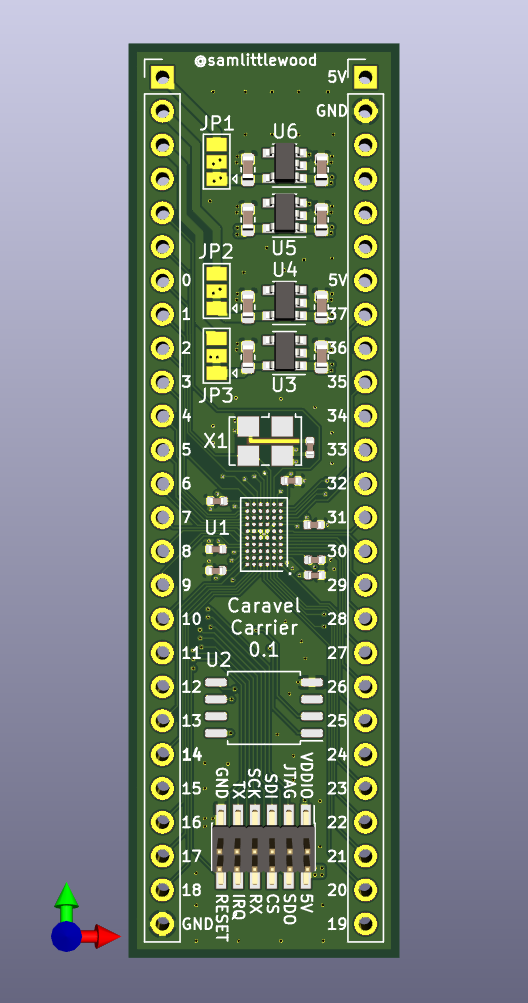 @samlittlewood
5V
GND
JP1
U6
U5
JP2
U4
0
5V
1
37
2
36
3
U3
35
JP3
4
34
X1
5
33
6
32
7
U1
31
8
30
9
29
Caravel
Carrier
0.1
10
28
11
27
U2
12
26
13
25
14
24
15
23
GND
TX
SCK
SDI
JTAG
VDDIO
16
22
17
21
18
20
GND
19
RESET
IRQ
RX
CS
SDO
5V